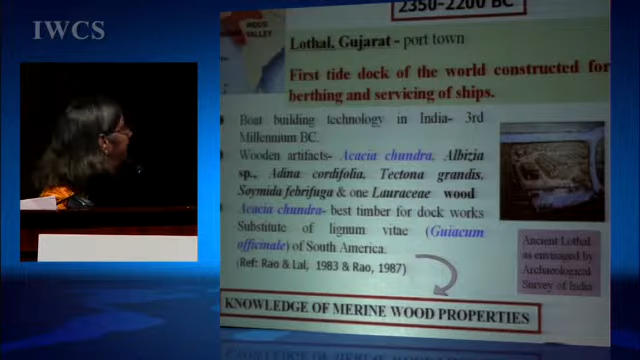 IWCS
2350-2200 BC
INDUS
VALLEY
Lothal, Gujarat - port town
First tide dock of the world constructed for
berthing and servicing of ships.
Boat building technology in India- 3rd
Millennium BC.
Wooden artifacts- Acacia chundra, Albizia
sp., Adina cordifolia, Tectona grandis,
Soymida febrifuga & one Lauraceae wood
Acacia chundra- best timber for dock works
Substitute of lignum vitae (Guiacum
officinale) of South America.
(Ref: Rao & Lal, 1983 & Rao, 1987)
Ancient Lothal
as envisaged by
Archaeological
Survey of India
KNOWLEDGE OF MERINE WOOD PROPERTIES